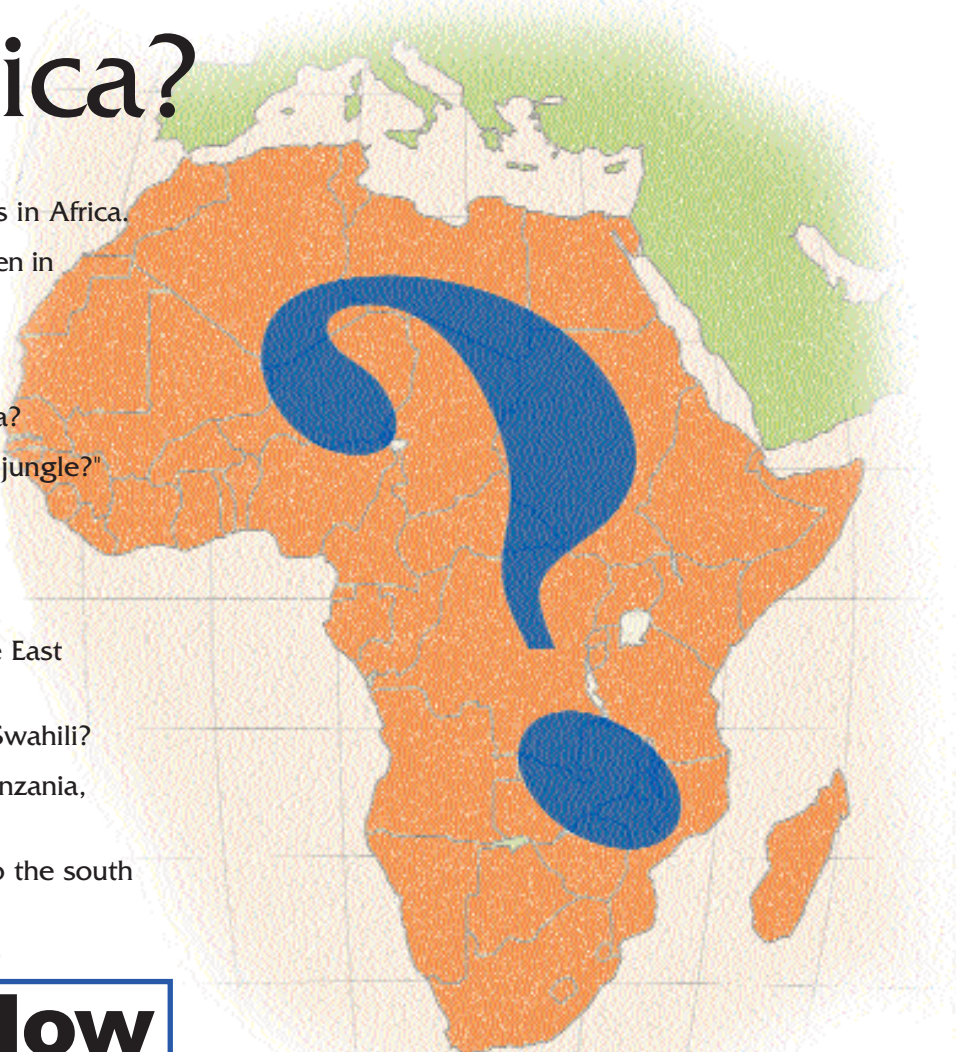 ica?
s in Africa.
en in
a?
jungle?"
e East
Swahili?
nzania,
o the south
low